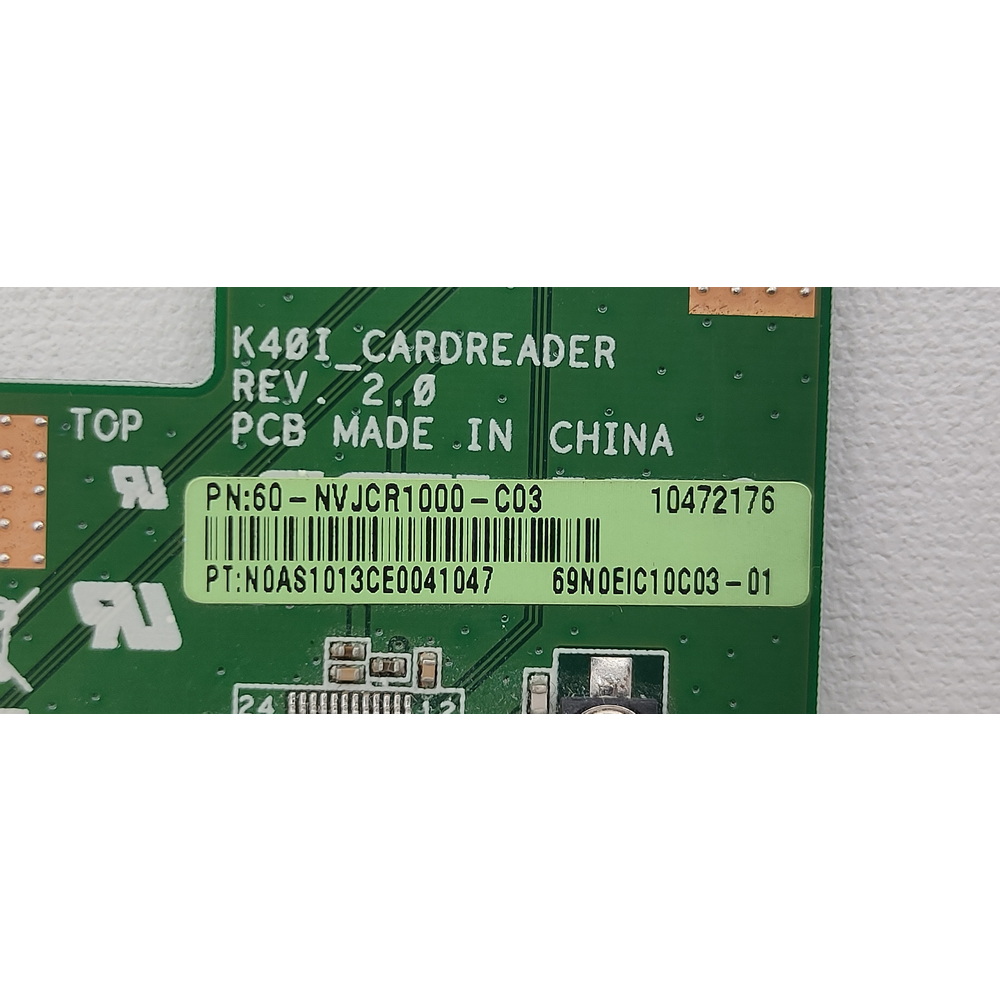 K40I_CARDREADER
REV. 2.0
TOP
PCB MADE IN CHINA
PN:60-NVJCR1000-C03 10472176
PT:N0AS1013CE0041047 69N0EIC10C03-01
24 13